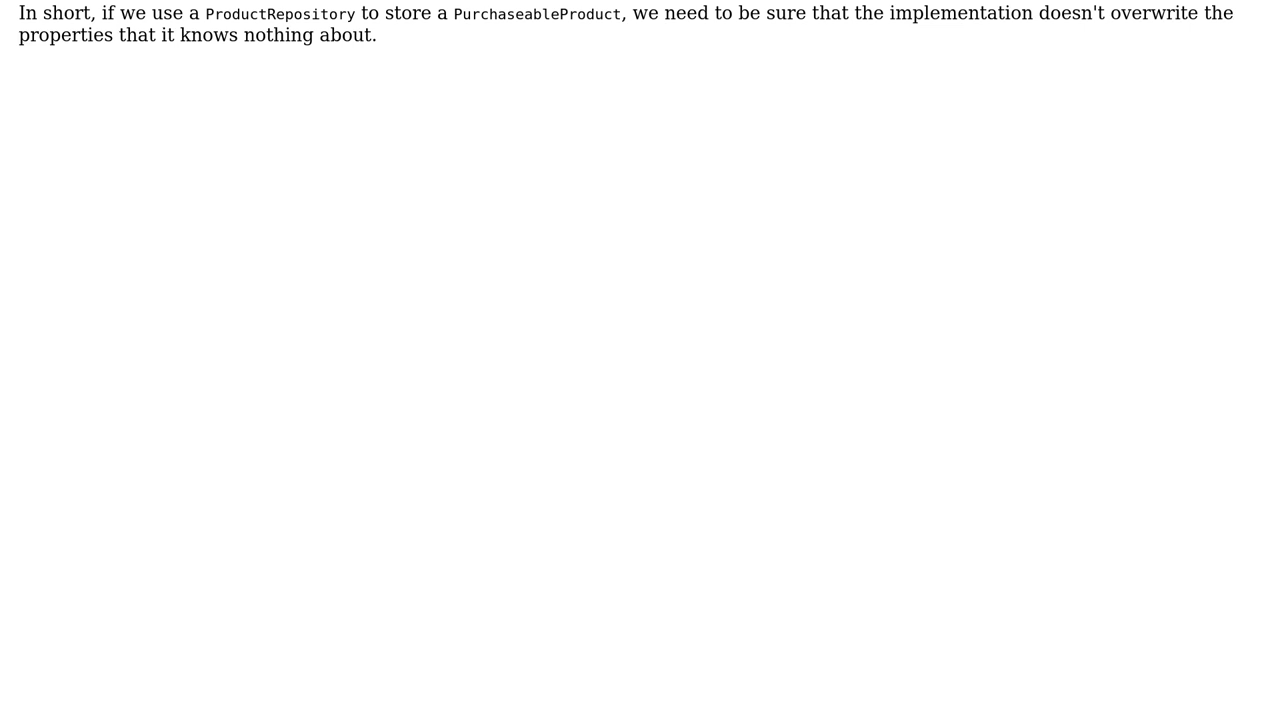 In short, if we use a ProductRepository to store a PurchaseableProduct, we need to be sure that the implementation doesn't overwrite the
properties that it knows nothing about.